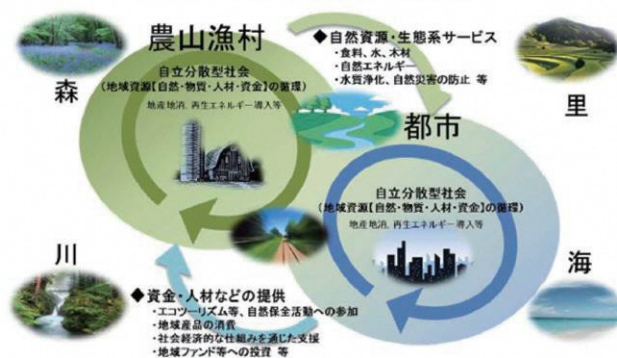 農山漁村
森
自立分散型社会
(地域資源【自然・物質・人材・資金】の循環)
地産地消、再生エネルギー導入等
◆自然資源・生態系サービス
・食料、水、木材
・自然エネルギー
・水質浄化、自然災害の防止 等
里
都市
自立分散型社会
(地域資源【自然・物質・人材・資金】の循環)
地産地消、再生エネルギー導入等
川
◆資金・人材などの提供
・エコツーリズム等、自然保全活動への参加
・地域産品の消費
・社会経済的な仕組みを通じた支援
・地域ファンド等への投資 等
海